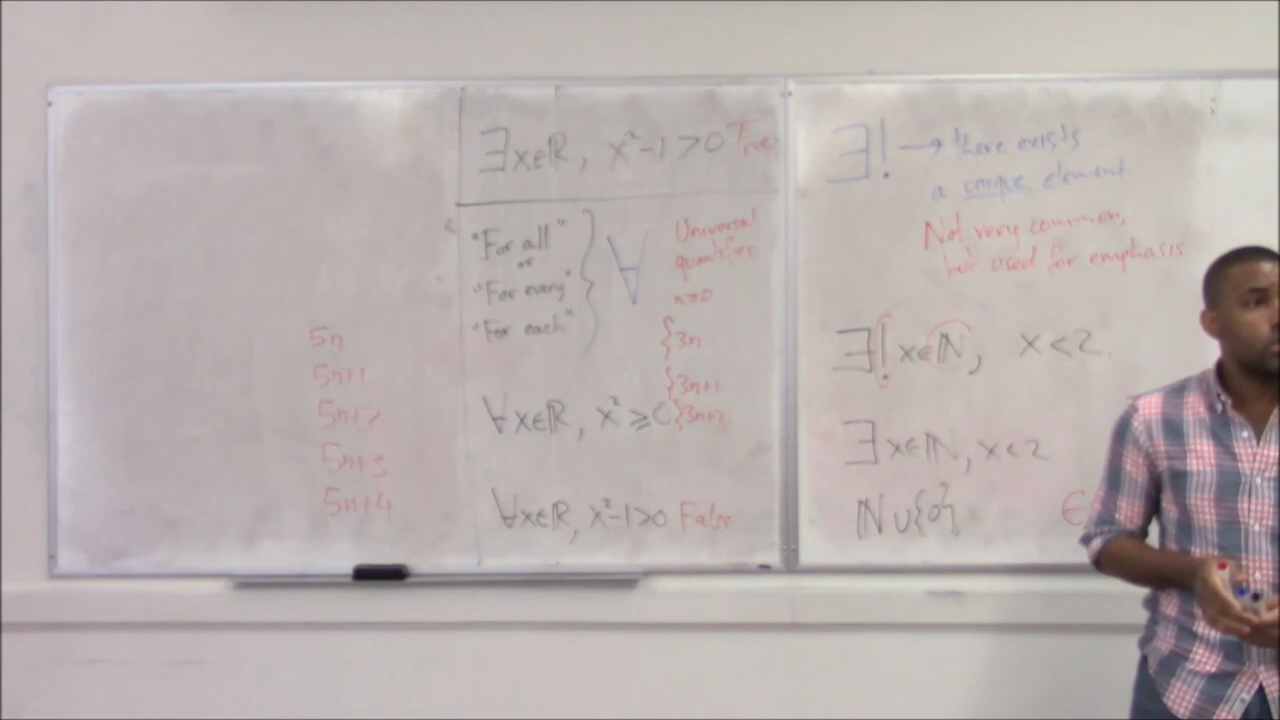 5n
5n+1
5n+2
5n+3
5n+4
∃x∈ℝ, x²-1>0 True
"For all"
or
"For every"
"For each"
∀
Universal
quantifier
n≥0
{3n
{3n+1
{3n+2
∀x∈ℝ, x²≥0
∀x∈ℝ, x²-1>0 False
∃! → there exists
a unique element.
Not very common,
but used for emphasis
∃!x∈ℕ, x<2.
∃x∈ℕ, x<2
ℕ∪{0}
∈